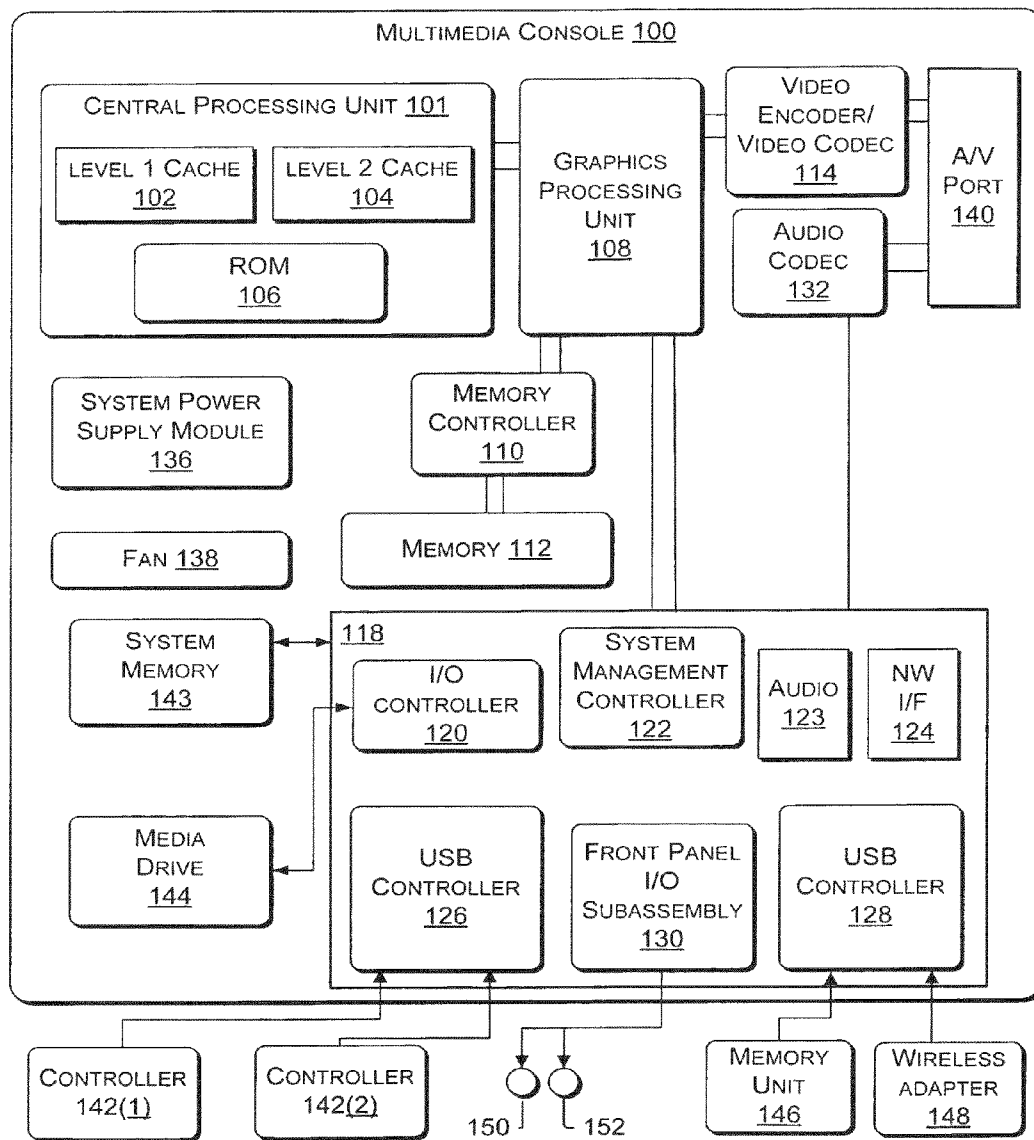 MULTIMEDIA CONSOLE 100
CENTRAL PROCESSING UNIT 101
LEVEL 1 CACHE
102
LEVEL 2 CACHE
104
ROM
106
GRAPHICS
PROCESSING
UNIT
108
VIDEO
ENCODER/
VIDEO CODEC
114
A/V
PORT
140
AUDIO
CODEC
132
SYSTEM POWER
SUPPLY MODULE
136
MEMORY
CONTROLLER
110
MEMORY 112
FAN 138
SYSTEM
MEMORY
143
118
I/O
CONTROLLER
120
SYSTEM
MANAGEMENT
CONTROLLER
122
AUDIO
123
NW
I/F
124
MEDIA
DRIVE
144
USB
CONTROLLER
126
FRONT PANEL
I/O
SUBASSEMBLY
130
USB
CONTROLLER
128
CONTROLLER
142(1)
CONTROLLER
142(2)
150
152
MEMORY
UNIT
146
WIRELESS
ADAPTER
148